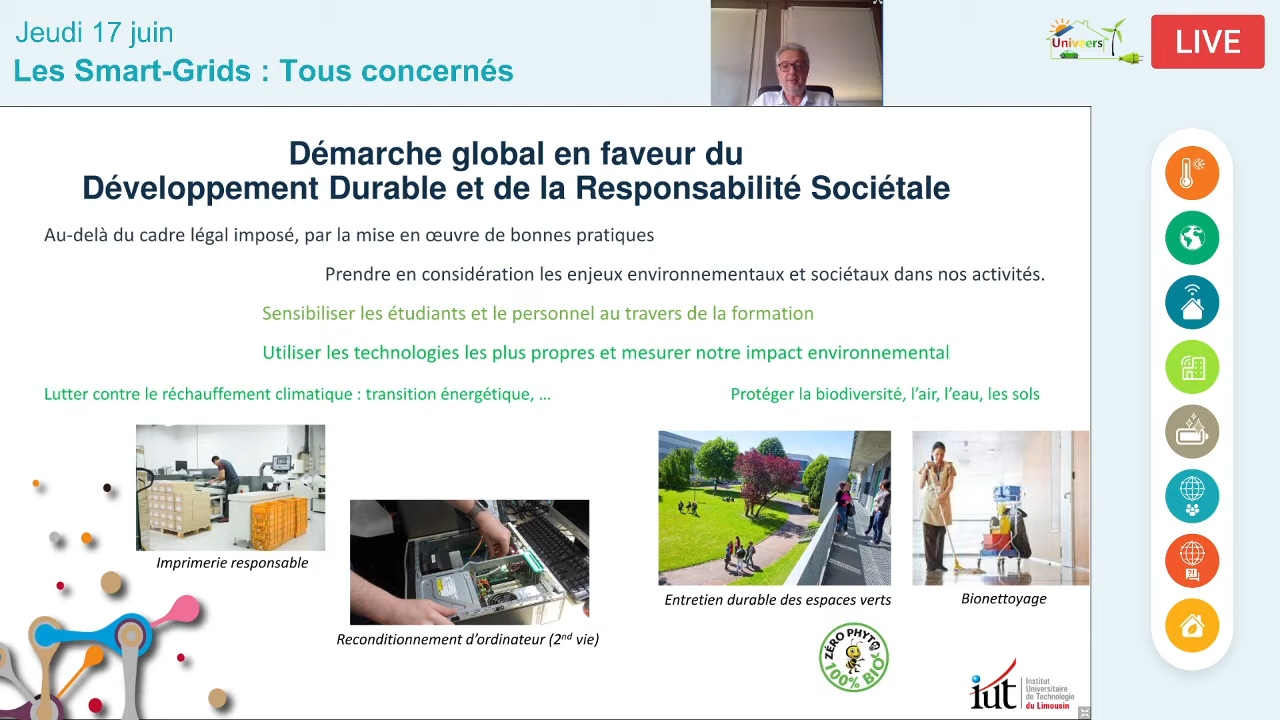 Jeudi 17 juin
Les Smart-Grids : Tous concernés
Univeers
LIVE
Démarche global en faveur du
Développement Durable et de la Responsabilité Sociétale
Au-delà du cadre légal imposé, par la mise en œuvre de bonnes pratiques
Prendre en considération les enjeux environnementaux et sociétaux dans nos activités.
Sensibiliser les étudiants et le personnel au travers de la formation
Utiliser les technologies les plus propres et mesurer notre impact environnemental
Lutter contre le réchauffement climatique : transition énergétique, ...
Protéger la biodiversité, l'air, l'eau, les sols
Imprimerie responsable
Reconditionnement d'ordinateur (2nd vie)
Entretien durable des espaces verts
Bionettoyage
ZÉRO PHYTO
100% BIO
iut
Institut
Universitaire
de Technologie
du Limousin